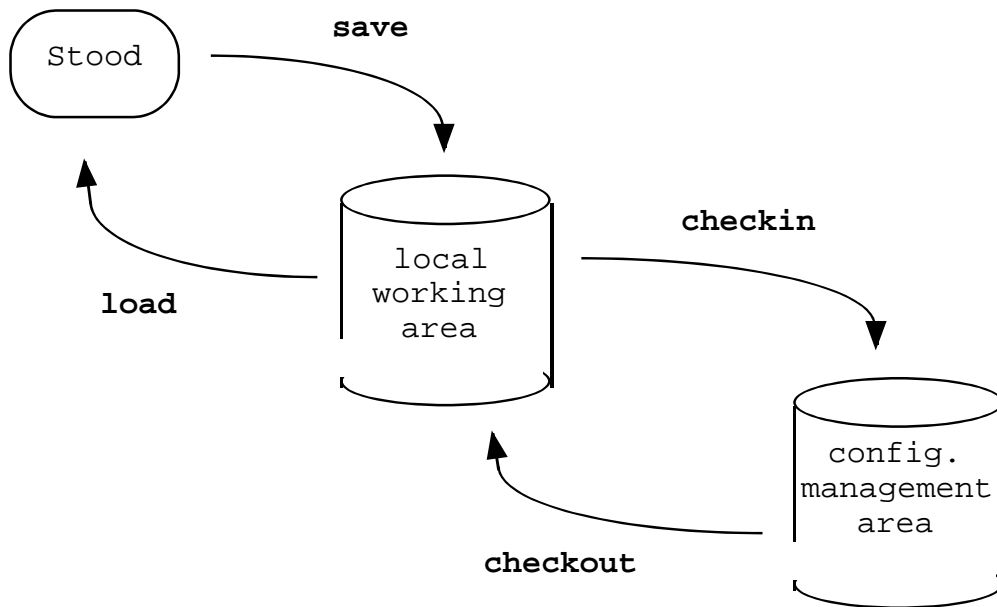 save
Stood
checkin
local
working
area
load
config.
management
area
checkout